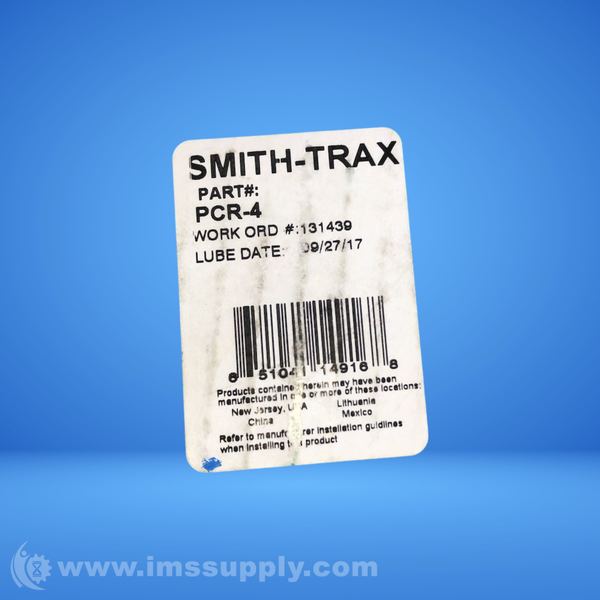 SMITH-TRAX
PART#:
PCR-4
WORK ORD #:131439
LUBE DATE: 09/27/17
8 51041 14916 8
Products contained herein may have been
manufactured in one or more of these locations:
New Jersey, USA Lithuania
China Mexico
Refer to manufacturer installation guidlines
when installing this product
www.imssupply.com